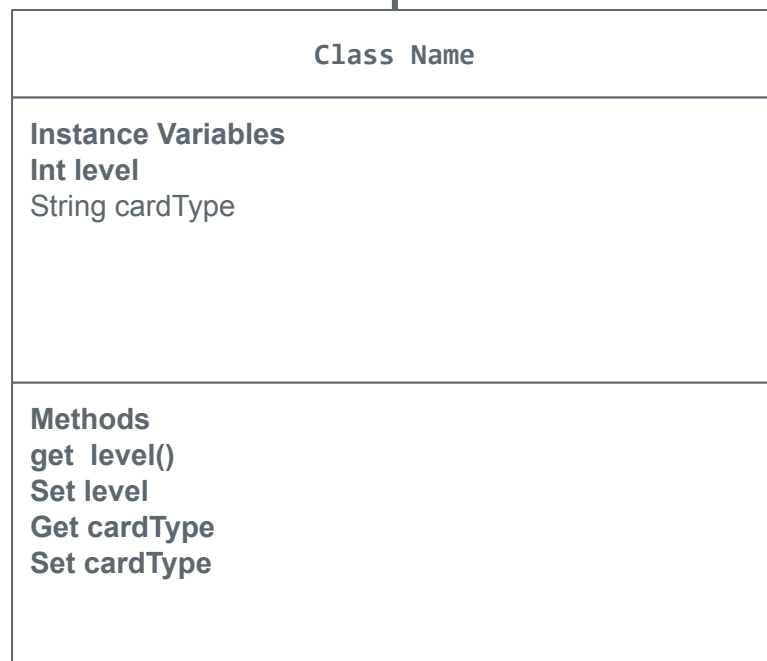 Class Name
Instance Variables
Int level
String cardType
Methods
get  level()
Set level
Get cardType
Set cardType